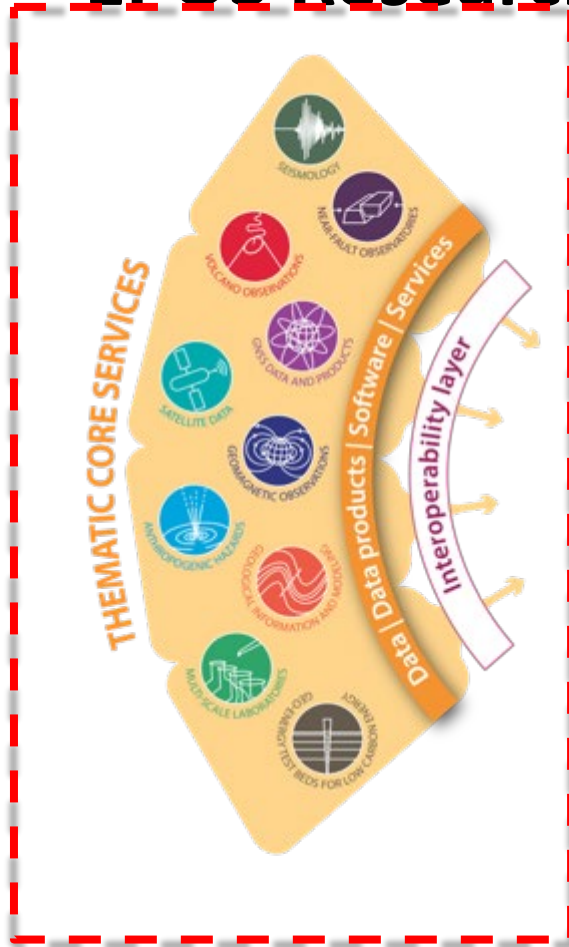 THEMATIC CORE SERVICES
SEISMOLOGY
NEAR-FAULT OBSERVATORIES
VOLCANO OBSERVATIONS
GNSS DATA AND PRODUCTS
SATELLITE DATA
GEOMAGNETIC OBSERVATIONS
ANTHROPOGENIC HAZARDS
GEOLOGICAL INFORMATION AND MODELING
MULTI-SCALE LABORATORIES
GEO-ENERGY TEST BEDS FOR LOW CARBON ENERGY
Data | Data products | Software | Services
Interoperability layer